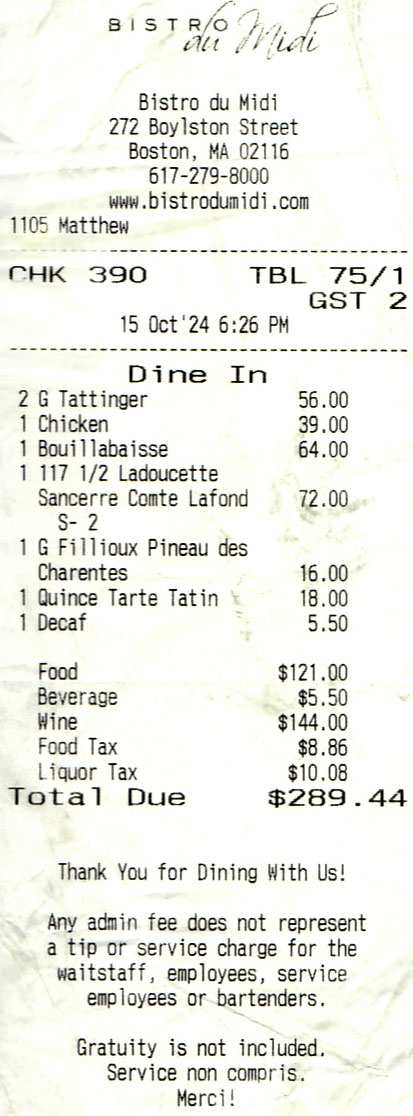 BISTRO
du Midi
Bistro du Midi
272 Boylston Street
Boston, MA 02116
617-279-8000
www.bistrodumidi.com
1105 Matthew
CHK 390 TBL 75/1
GST 2
15 Oct'24 6:26 PM
Dine In
2 G Tattinger 56.00
1 Chicken 39.00
1 Bouillabaisse 64.00
1 117 1/2 Ladoucette
Sancerre Comte Lafond 72.00
S- 2
1 G Fillioux Pineau des
Charentes 16.00
1 Quince Tarte Tatin 18.00
1 Decaf 5.50
Food $121.00
Beverage $5.50
Wine $144.00
Food Tax $8.86
Liquor Tax $10.08
Total Due $289.44
Thank You for Dining With Us!
Any admin fee does not represent
a tip or service charge for the
waitstaff, employees, service
employees or bartenders.
Gratuity is not included.
Service non compris.
Merci!